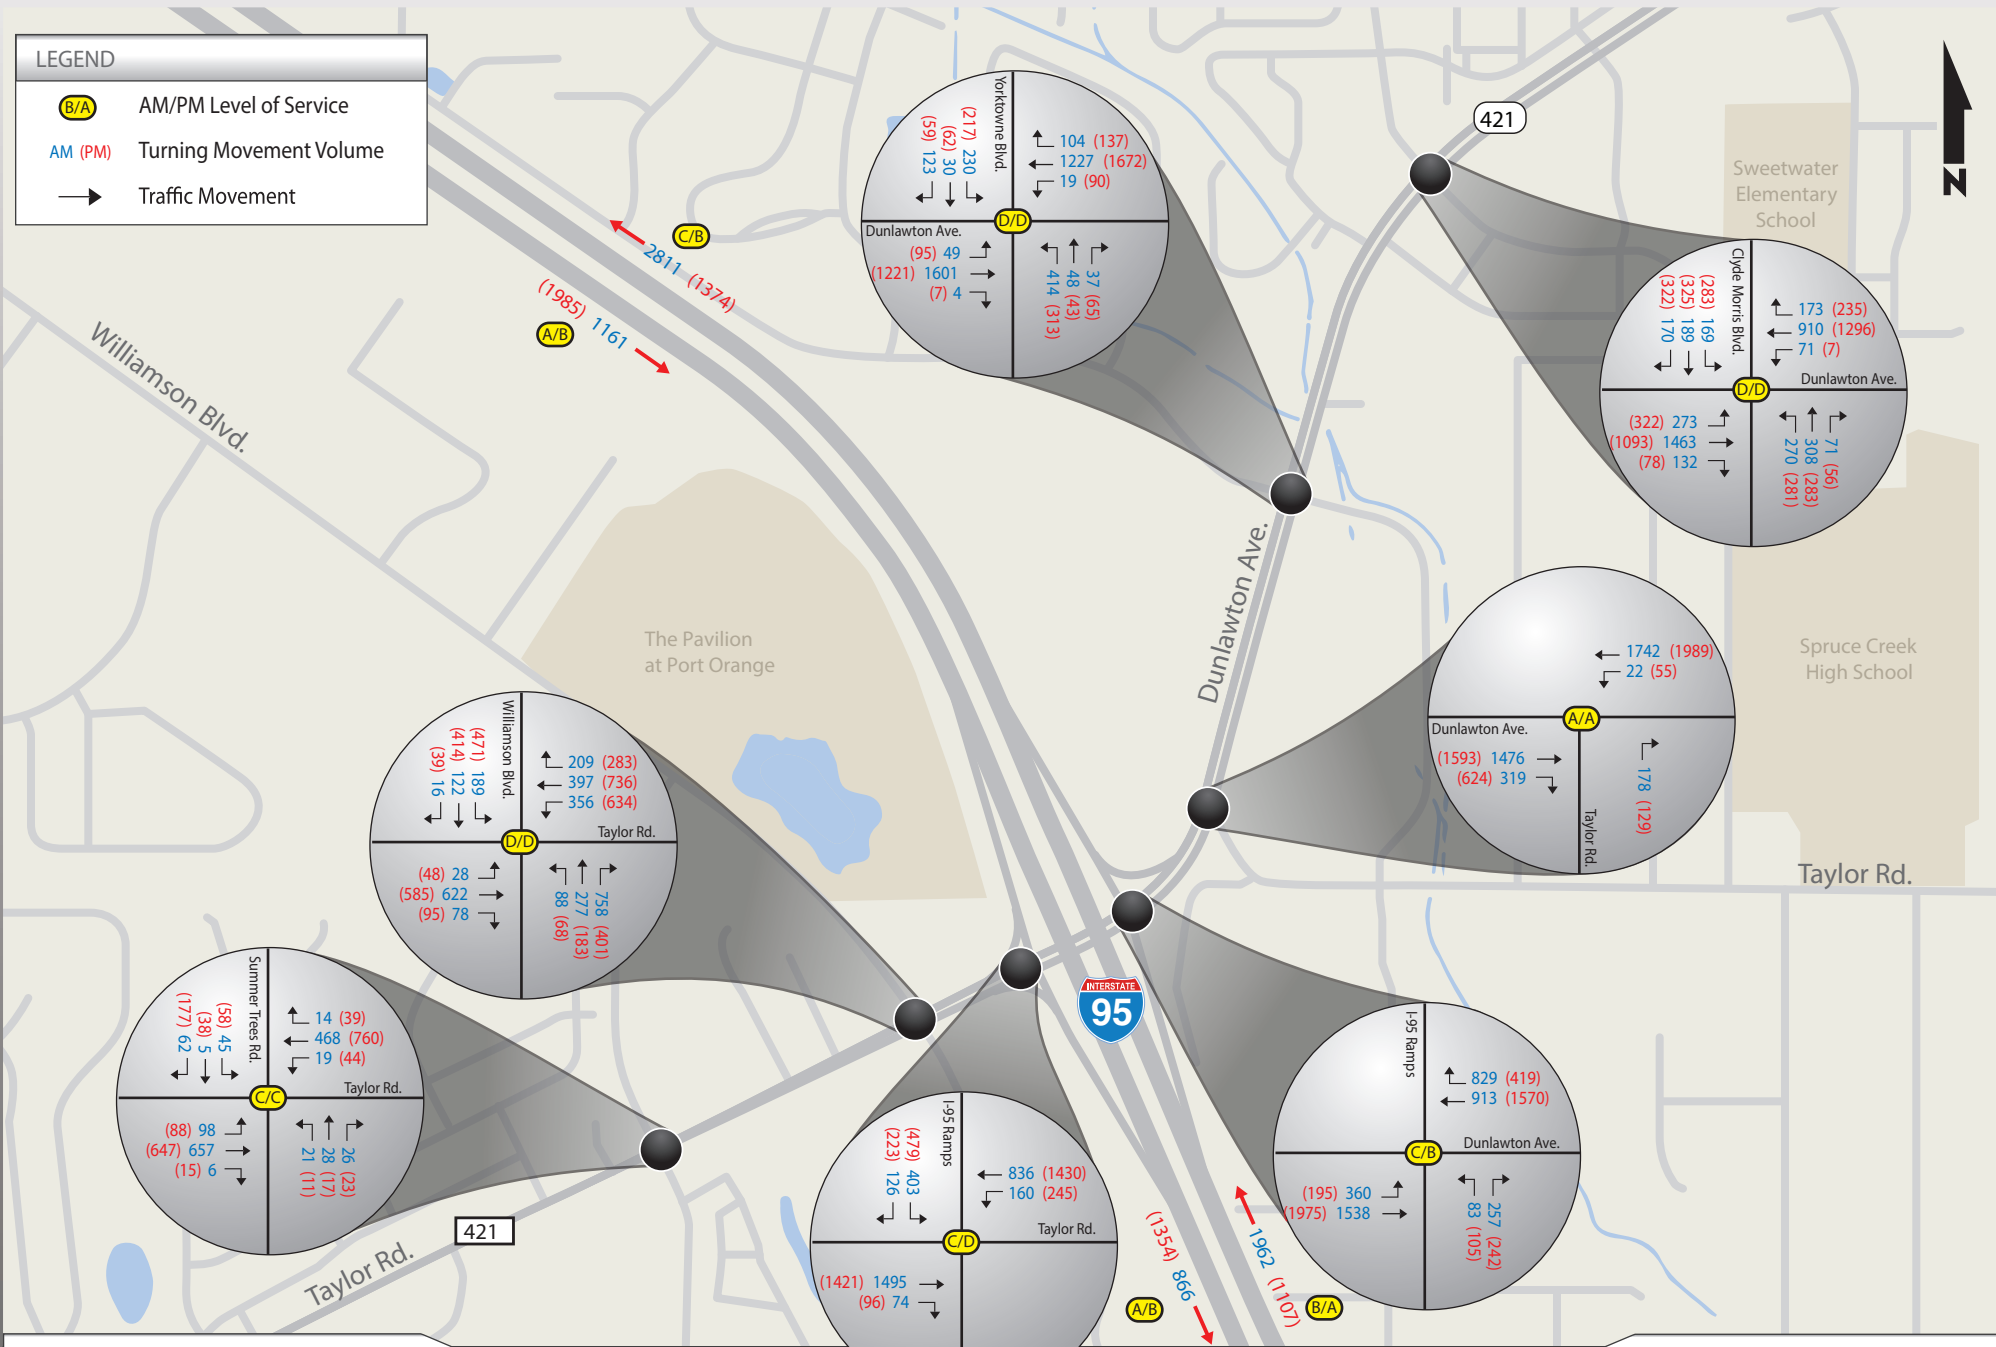 LEGEND
B/A AM/PM Level of Service
AM (PM) Turning Movement Volume
Traffic Movement
N
421
Sweetwater
Elementary
School
Spruce Creek
High School
The Pavilion
at Port Orange
Williamson Blvd.
Dunlawton Ave.
Taylor Rd.
Taylor Rd.
421
INTERSTATE
95
C/B
2811 (1374)
(1985) 1161
A/B
Yorktowne Blvd.
(59) 123
(62) 30
(217) 230
104 (137)
1227 (1672)
19 (90)
D/D
Dunlawton Ave.
(95) 49
(1221) 1601
(7) 4
414 (313)
48 (43)
37 (65)
Clyde Morris Blvd.
(322) 170
(325) 189
(283) 169
173 (235)
910 (1296)
71 (7)
Dunlawton Ave.
D/D
(322) 273
(1093) 1463
(78) 132
270 (281)
308 (283)
71 (56)
1742 (1989)
22 (55)
A/A
Dunlawton Ave.
(1593) 1476
(624) 319
178 (129)
Taylor Rd.
Williamson Blvd.
(39) 16
(414) 122
(471) 189
209 (283)
397 (736)
356 (634)
Taylor Rd.
D/D
(48) 28
(585) 622
(95) 78
88 (68)
277 (183)
758 (401)
Summer Trees Rd.
(177) 62
(38) 5
(58) 45
14 (39)
468 (760)
19 (44)
Taylor Rd.
C/C
(88) 98
(647) 657
(15) 6
21 (11)
28 (17)
26 (23)
I-95 Ramps
(223) 126
(479) 403
836 (1430)
160 (245)
Taylor Rd.
C/D
(1421) 1495
(96) 74
I-95 Ramps
829 (419)
913 (1570)
Dunlawton Ave.
C/B
(195) 360
(1975) 1538
83 (105)
257 (242)
(1354) 866
A/B
1962 (1107)
B/A